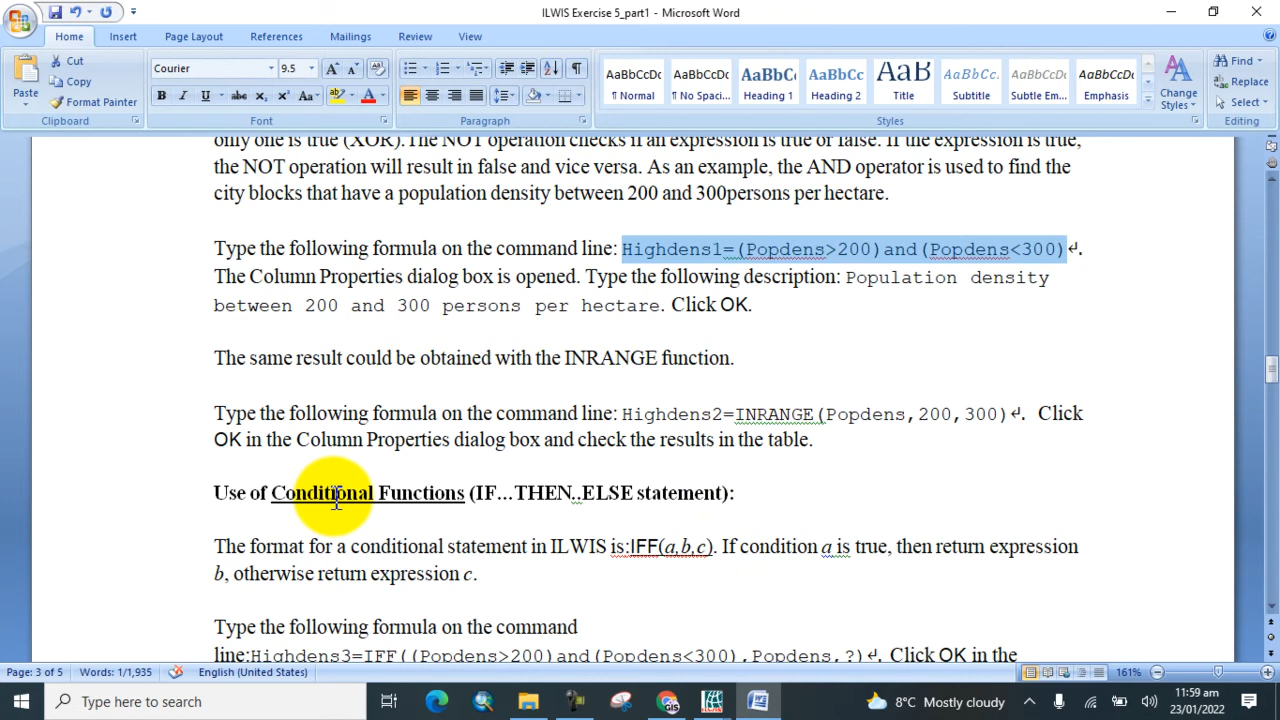 ILWIS Exercise 5_part1 - Microsoft Word
Home Insert Page Layout References Mailings Review View
Paste Cut Copy Format Painter
Courier 9.5
AaBbCcDc AaBbCcDc AaBbCc AaBbCc AaB AaBbCc. AaBbCcDc AaBbCcDc
¶ Normal ¶ No Spaci... Heading 1 Heading 2 Title Subtitle Subtle Em... Emphasis
Change Styles
Find Replace Select
Clipboard Font Paragraph Styles Editing
only one is true (XOR).The NOT operation checks if an expression is true or false. If the expression is true,
the NOT operation will result in false and vice versa. As an example, the AND operator is used to find the
city blocks that have a population density between 200 and 300persons per hectare.
Type the following formula on the command line: Highdens1=(Popdens>200)and(Popdens<300)↵.
The Column Properties dialog box is opened. Type the following description: Population density
between 200 and 300 persons per hectare. Click OK.
The same result could be obtained with the INRANGE function.
Type the following formula on the command line: Highdens2=INRANGE(Popdens,200,300)↵. Click
OK in the Column Properties dialog box and check the results in the table.
Use of Conditional Functions (IF...THEN..ELSE statement):
The format for a conditional statement in ILWIS is:IFF(a,b,c). If condition a is true, then return expression
b, otherwise return expression c.
Type the following formula on the command
line:Highdens3=IFF((Popdens>200)and(Popdens<300),Popdens,?)↵. Click OK in the
Page: 3 of 5 Words: 1/1,935 English (United States) 161%
Type here to search 8°C Mostly cloudy 11:59 am
23/01/2022